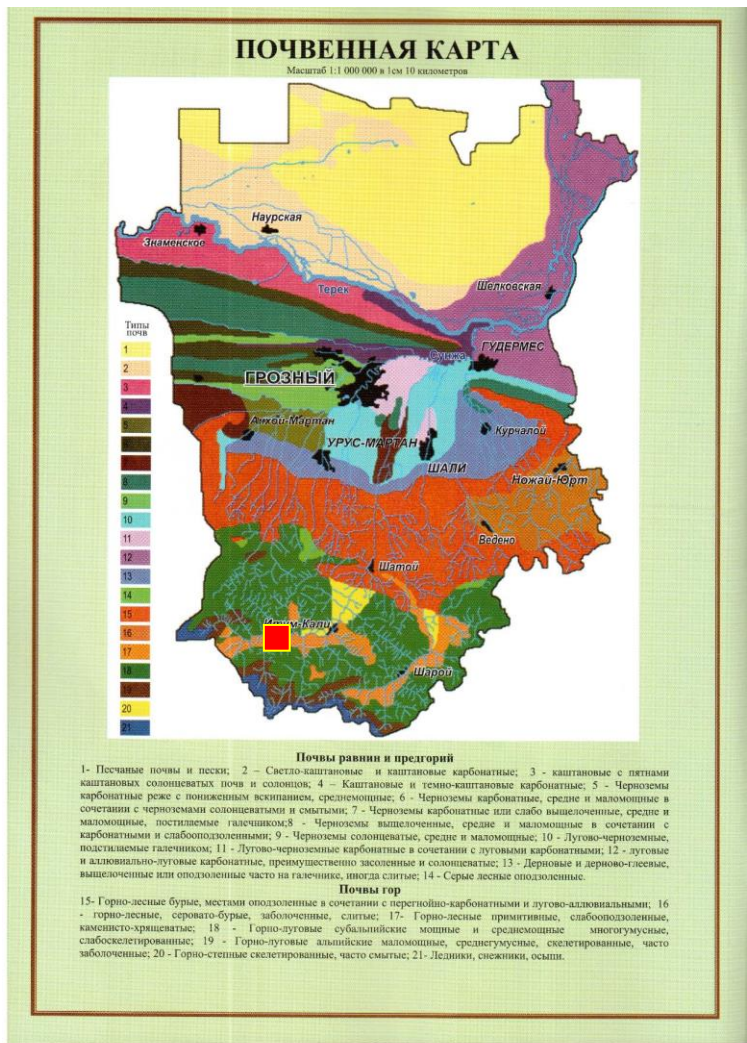 ПОЧВЕННАЯ КАРТА
Масштаб 1:1 000 000 в 1см 10 километров
Наурская
Знаменское
Терек
Шелковская
Типы
почв
1
2
3
4
5
6
7
8
9
10
11
12
13
14
15
16
17
18
19
20
21
Сунжа
ГУДЕРМЕС
ГРОЗНЫЙ
Ачхой-Мартан
УРУС-МАРТАН
Курчалой
ШАЛИ
Ножай-Юрт
Ведено
Шатой
Шарой
Почвы равнин и предгорий
1- Песчаные почвы и пески; 2 – Светло-каштановые и каштановые карбонатные; 3 - каштановые с пятнами
каштановых солонцеватых почв и солонцов; 4 – Каштановые и темно-каштановые карбонатные; 5 - Черноземы
карбонатные реже с пониженным вскипанием, среднемощные; 6 - Черноземы карбонатные, средне и маломощные в
сочетании с черноземами солонцеватыми и смытыми; 7 - Черноземы карбонатные или слабо выщелоченные, средне и
маломощные, постилаемые галечником;8 - Черноземы выщелоченные, средне и маломощные в сочетании с
карбонатными и слабооподзоленными; 9 - Черноземы солонцеватые, средне и маломощные; 10 - Лугово-черноземные,
подстилаемые галечником; 11 - Лугово-черноземные карбонатные в сочетании с луговыми карбонатными; 12 - луговые
и аллювиально-луговые карбонатные, преимущественно засоленные и солонцеватые; 13 - Дерновые и дерново-глеевые,
выщелоченные или оподзоленные часто на галечнике, иногда слитые; 14 - Серые лесные оподзоленные.
Почвы гор
15- Горно-лесные бурые, местами оподзоленные в сочетании с перегнойно-карбонатными и лугово-аллювиальными; 16
- горно-лесные, серовато-бурые, заболоченные, слитые; 17- Горно-лесные примитивные, слабооподзоленные,
каменисто-хрящеватые; 18 - Горно-луговые субальпийские мощные и среднемощные многогумусные,
слабоскелетированные; 19 - Горно-луговые альпийские маломощные, среднегумусные, скелетированные, часто
заболоченные; 20 - Горно-степные скелетированные, часто смытые; 21- Ледники, снежники, осыпи.